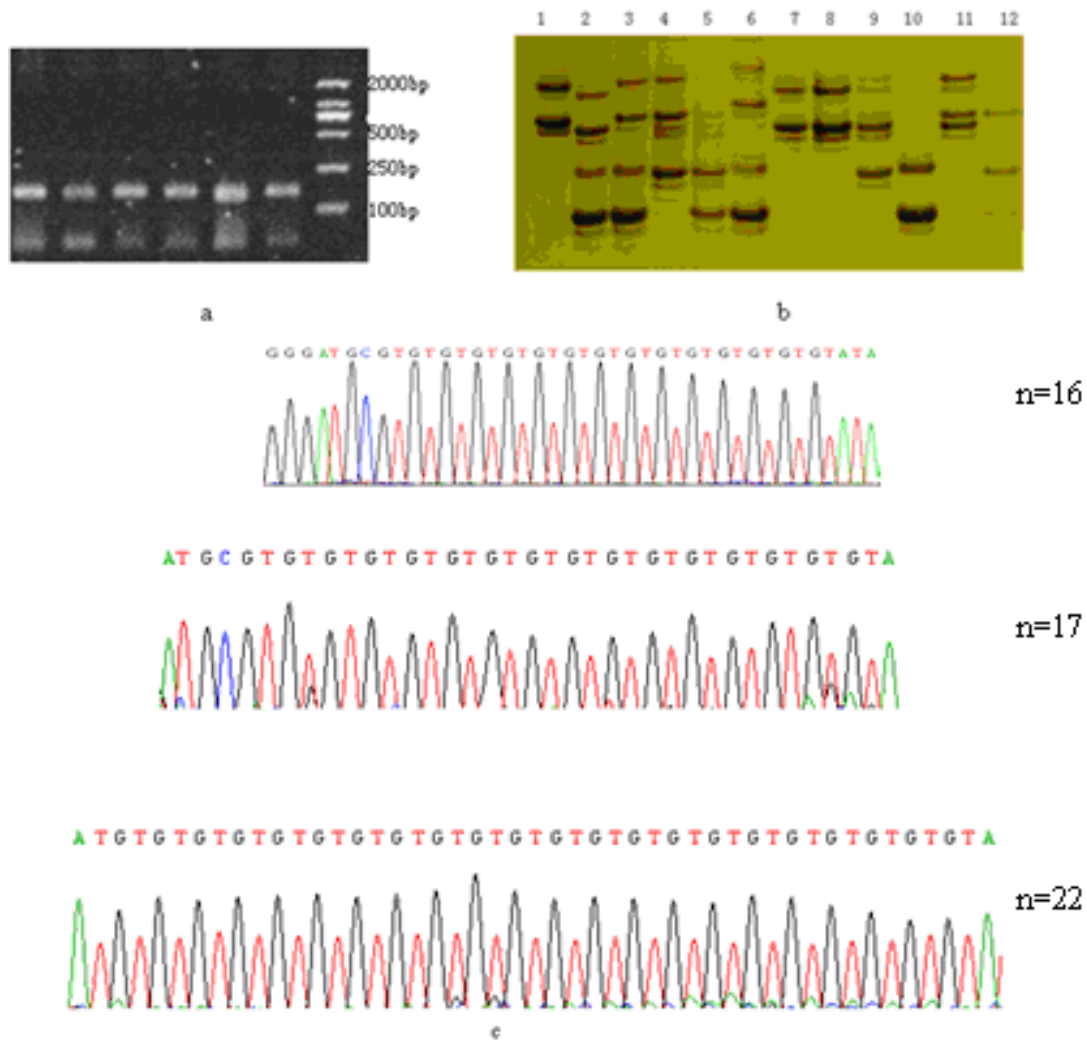 1 2 3 4 5 6 7 8 9 10 11 12
2000bp
500bp
250bp
100bp
a
b
G G G A T G C G T G T G T G T G T G T G T G T G T G T G T G T G T G T G T A T A
n=16
A T G C G T G T G T G T G T G T G T G T G T G T G T G T G T G T G T G T A
n=17
A T G T G T G T G T G T G T G T G T G T G T G T G T G T G T G T G T G T G T G T G T G T G T A
n=22
c